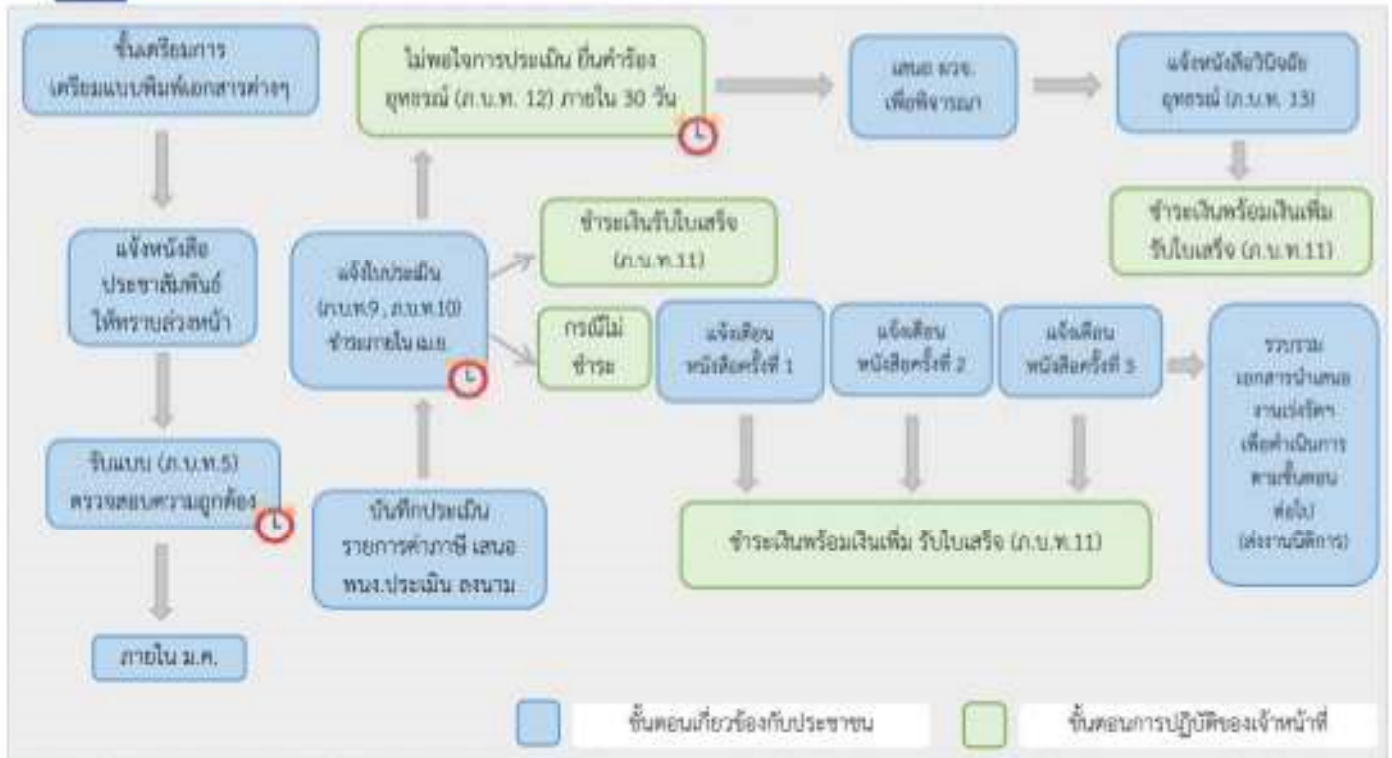 ขั้นเตรียมการ
เตรียมแบบพิมพ์เอกสารต่างๆ
แจ้งหนังสือ
ประชาสัมพันธ์
ให้ทราบล่วงหน้า
รับแบบ (ภ.บ.ท.5)
ตรวจสอบความถูกต้อง
ภายใน ม.ค.
บันทึกประเมิน
รายการค่าภาษี เสนอ
พนง.ประเมิน ลงนาม
แจ้งใบประเมิน
(ภ.บ.ท.9 , ภ.บ.ท.10)
ชำระภายใน เม.ย.
ไม่พอใจการประเมิน ยื่นคำร้อง
อุทธรณ์ (ภ.บ.ท. 12) ภายใน 30 วัน
เสนอ ผวจ.
เพื่อพิจารณา
แจ้งหนังสือวินิจฉัย
อุทธรณ์ (ภ.บ.ท. 13)
ชำระเงินพร้อมเงินเพิ่ม
รับใบเสร็จ (ภ.บ.ท.11)
ชำระเงินรับใบเสร็จ
(ภ.บ.ท.11)
กรณีไม่
ชำระ
แจ้งเตือน
หนังสือครั้งที่ 1
แจ้งเตือน
หนังสือครั้งที่ 2
แจ้งเตือน
หนังสือครั้งที่ 3
รวบรวม
เอกสารนำเสนอ
งานเร่งรัดฯ
เพื่อดำเนินการ
ตามขั้นตอน
ต่อไป
(ส่งงานนิติการ)
ชำระเงินพร้อมเงินเพิ่ม รับใบเสร็จ (ภ.บ.ท.11)
ขั้นตอนเกี่ยวข้องกับประชาชน
ขั้นตอนการปฏิบัติของเจ้าหน้าที่